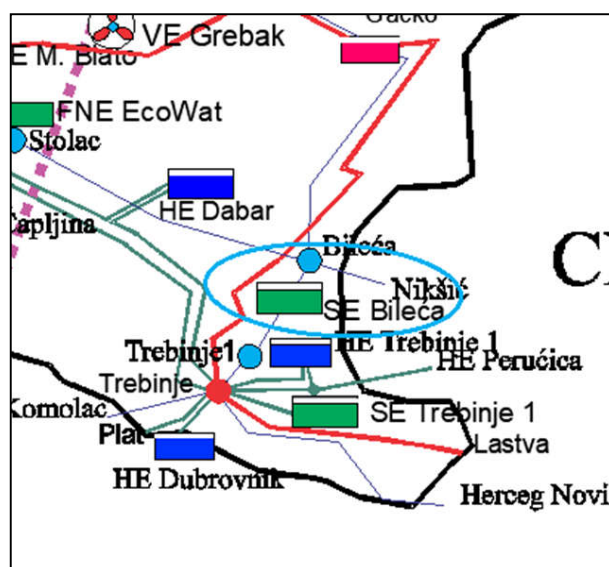 Gacko
VE Grebak
E M. Blato
FNE EcoWat
Stolac
HE Dabar
Čapljina
Bileća
Nikšić
SE Bileća
Trebinje1
HE Trebinje 1
HE Perućica
Trebinje
Komolac
SE Trebinje 1
Plat
Lastva
HE Dubrovnik
Herceg Novi